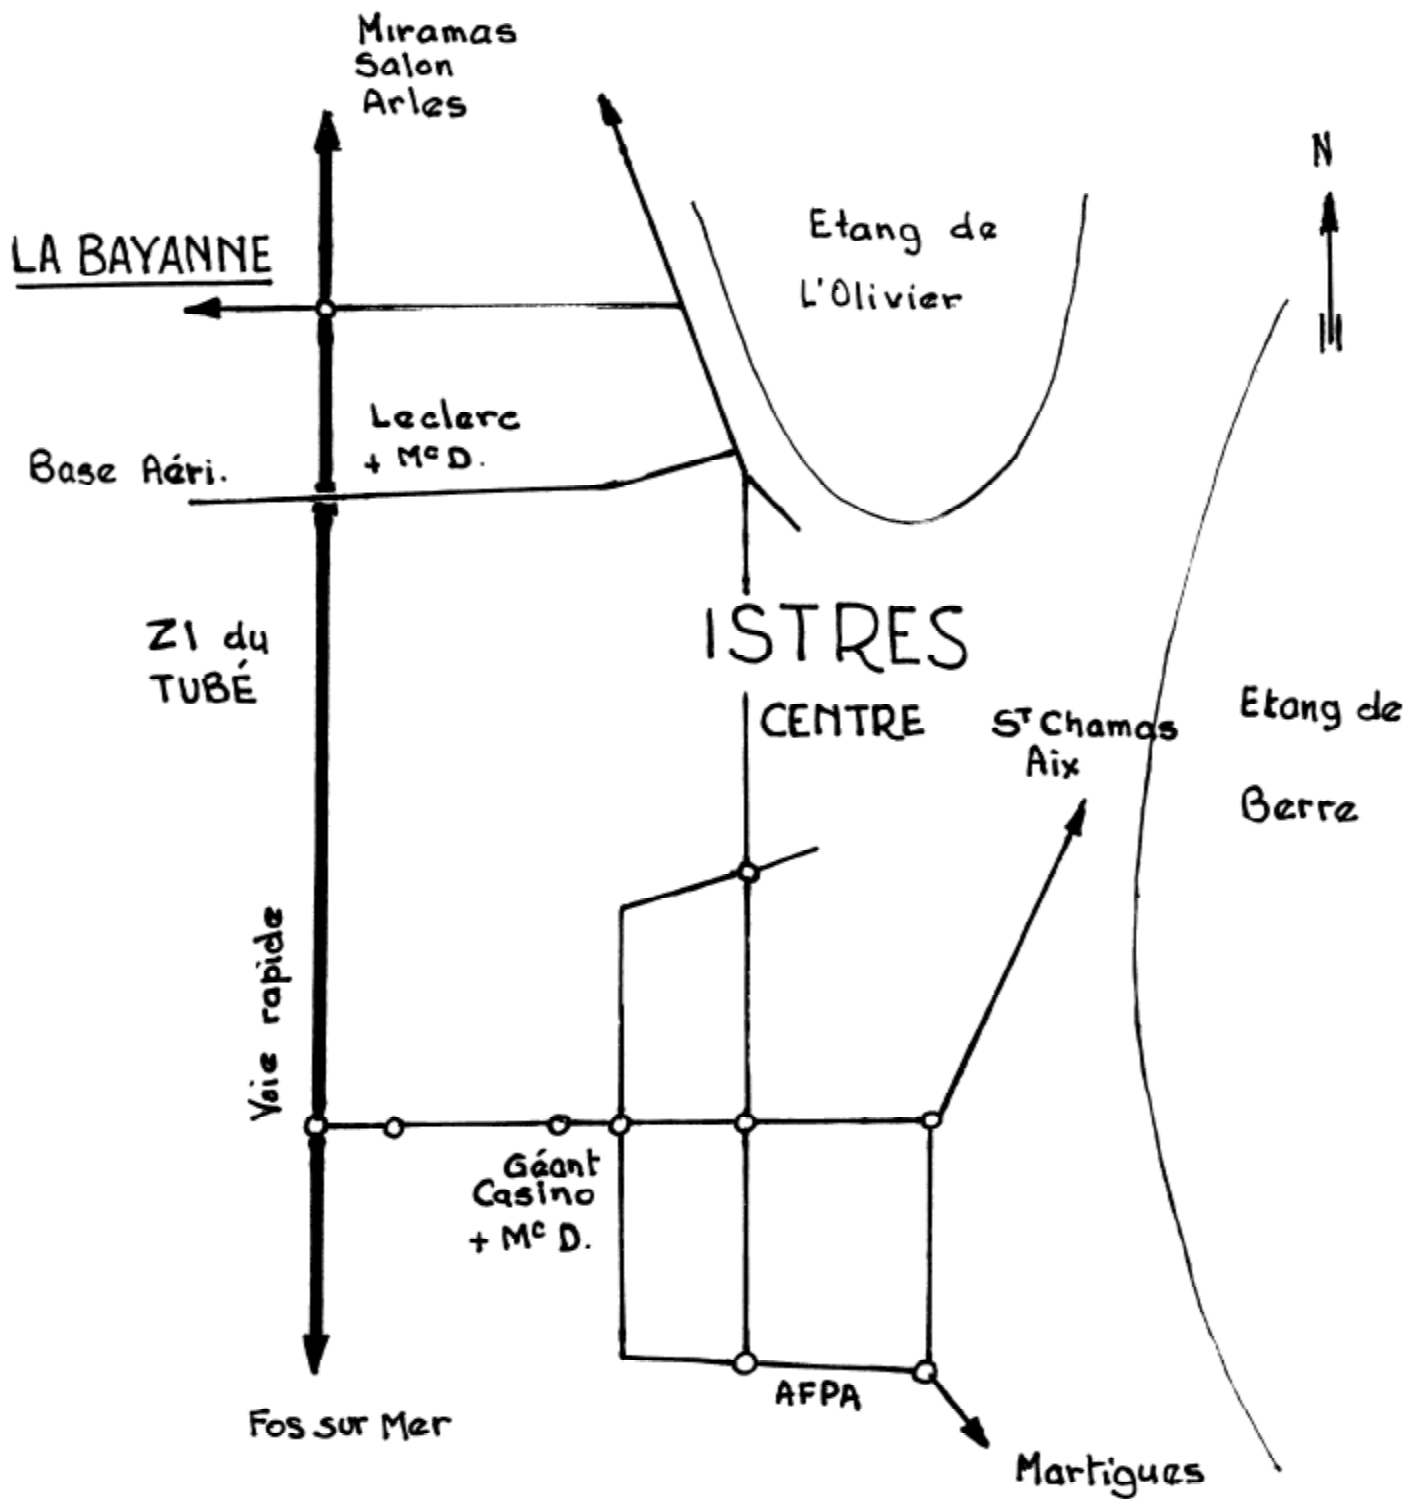 Miramas
Salon
Arles
N
LA BAYANNE
Etang de
L'Olivier
Leclerc
+ Mc D.
Base Aéri.
ZI du
TUBÉ
ISTRES
CENTRE
ST Chamas
Aix
Etang de
Berre
Voie rapide
Géant
Casino
+ Mc D.
AFPA
Fos sur Mer
Martigues